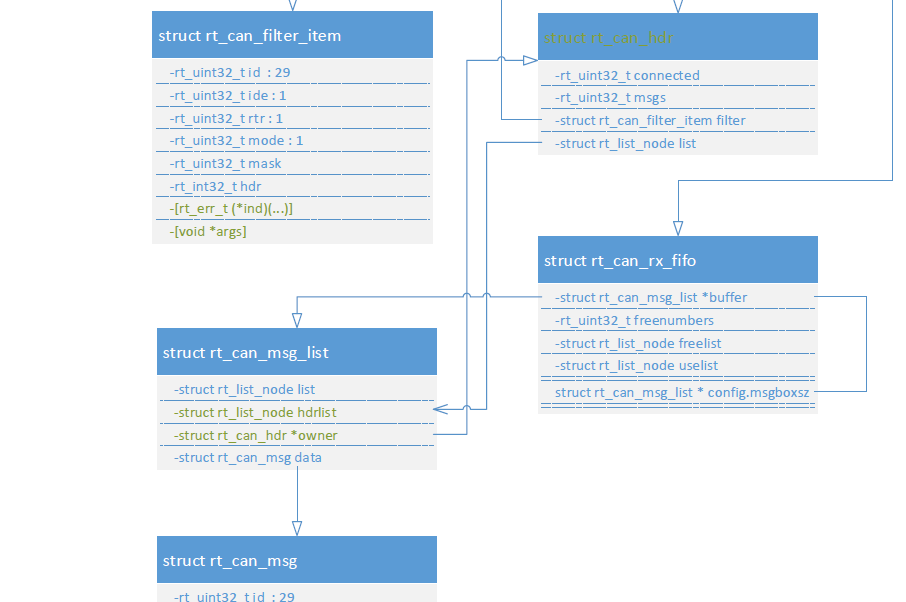 struct rt_can_filter_item
-rt_uint32_t id : 29
-rt_uint32_t ide : 1
-rt_uint32_t rtr : 1
-rt_uint32_t mode : 1
-rt_uint32_t mask
-rt_int32_t hdr
-[rt_err_t (*ind)(...)]
-[void *args]
struct rt_can_hdr
-rt_uint32_t connected
-rt_uint32_t msgs
-struct rt_can_filter_item filter
-struct rt_list_node list
struct rt_can_rx_fifo
-struct rt_can_msg_list *buffer
-rt_uint32_t freenumbers
-struct rt_list_node freelist
-struct rt_list_node uselist
struct rt_can_msg_list * config.msgboxsz
struct rt_can_msg_list
-struct rt_list_node list
-struct rt_list_node hdrlist
-struct rt_can_hdr *owner
-struct rt_can_msg data
struct rt_can_msg
-rt_uint32_t id : 29